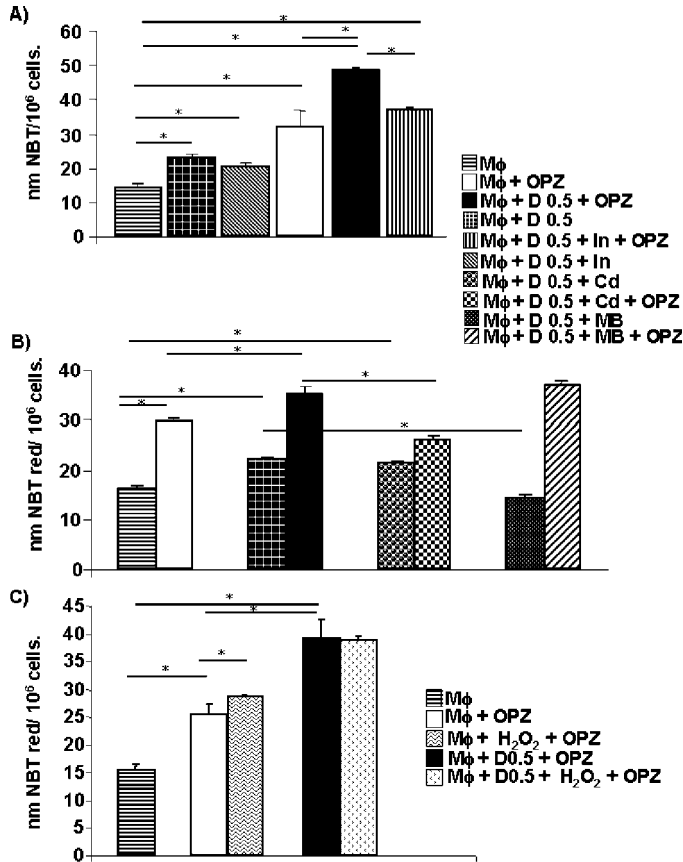 A)
nm NBT/10⁶ cells.
60
50
40
30
20
10
0
*
*
*
*
*
*
*
Mϕ
Mϕ + OPZ
Mϕ + D 0.5 + OPZ
Mϕ + D 0.5
Mϕ + D 0.5 + In + OPZ
Mϕ + D 0.5 + In
Mϕ + D 0.5 + Cd
Mϕ + D 0.5 + Cd + OPZ
Mϕ + D 0.5 + MB
Mϕ + D 0.5 + MB + OPZ
B)
nm NBT red/ 10⁶ cells.
40
30
20
10
0
*
*
*
*
*
*
C)
nm NBT red/ 10⁶ cells.
45
40
35
30
25
20
15
10
5
0
*
*
*
*
Mϕ
Mϕ + OPZ
Mϕ + H₂O₂ + OPZ
Mϕ + D0.5 + OPZ
Mϕ + D0.5 + H₂O₂ + OPZ